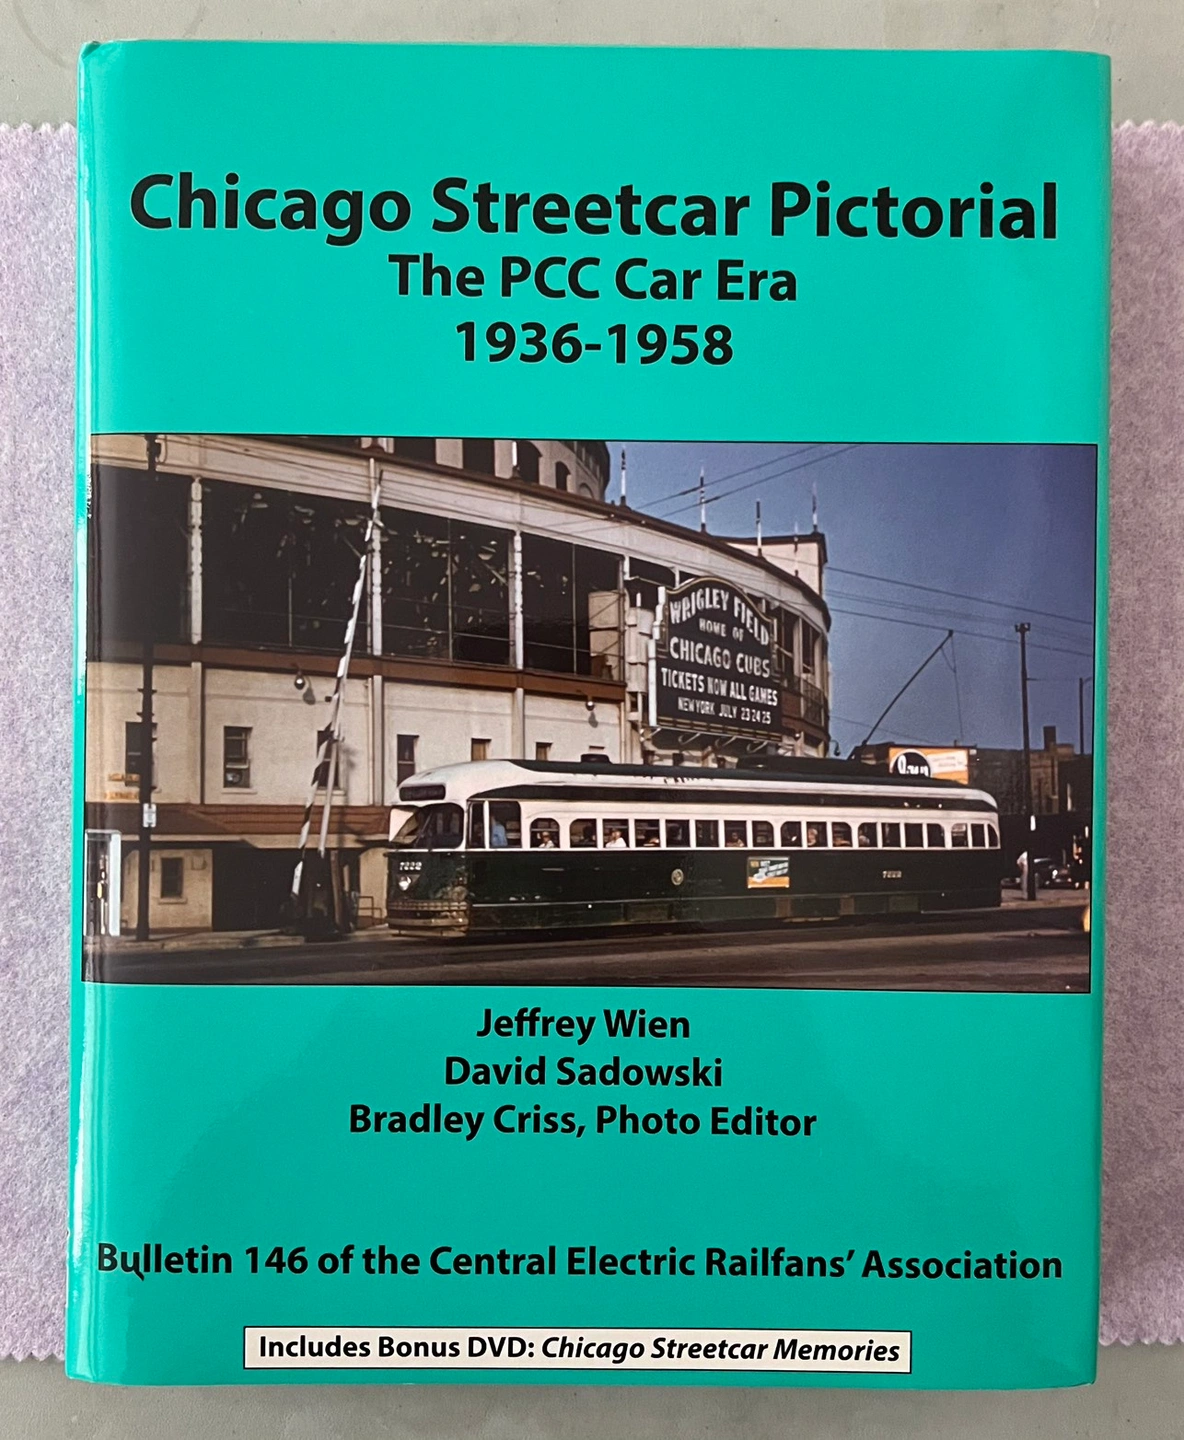 Chicago Streetcar Pictorial
The PCC Car Era
1936-1958
WRIGLEY FIELD
HOME OF
CHICAGO CUBS
TICKETS NOW ALL GAMES
NEW YORK JULY 23 24 25
7222
7222
Jeffrey Wien
David Sadowski
Bradley Criss, Photo Editor
Bulletin 146 of the Central Electric Railfans’ Association
Includes Bonus DVD: Chicago Streetcar Memories